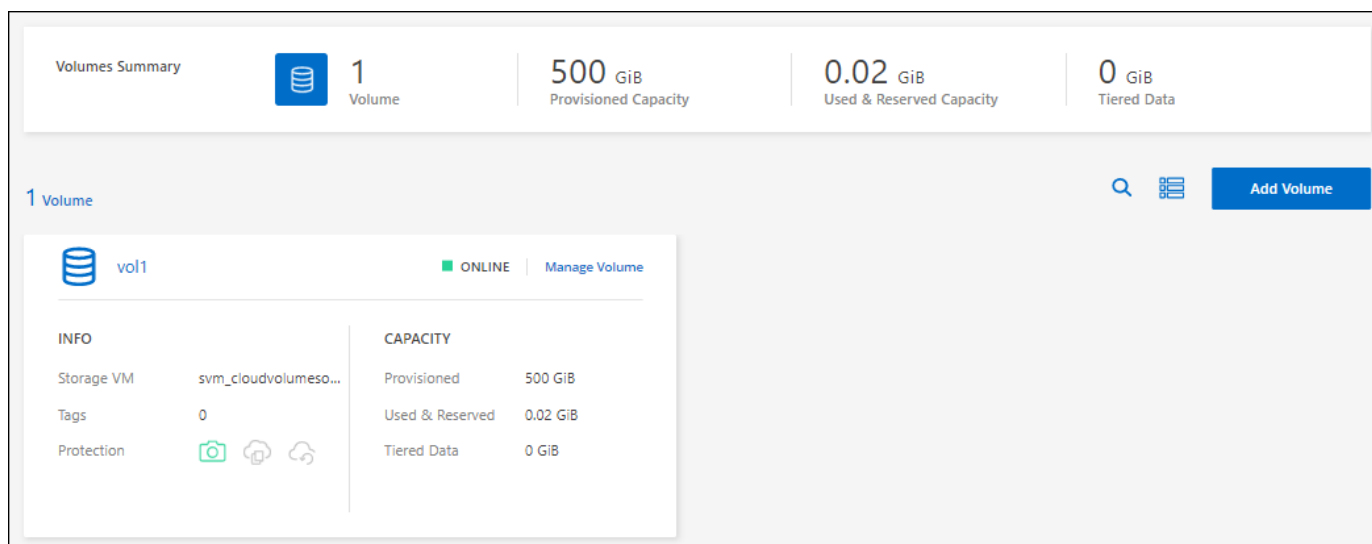 Volumes Summary
1
Volume
500 GiB
Provisioned Capacity
0.02 GiB
Used & Reserved Capacity
0 GiB
Tiered Data
1 Volume
Add Volume
vol1
ONLINE
Manage Volume
INFO
Storage VM svm_cloudvolumeso...
Tags 0
Protection
CAPACITY
Provisioned 500 GiB
Used & Reserved 0.02 GiB
Tiered Data 0 GiB